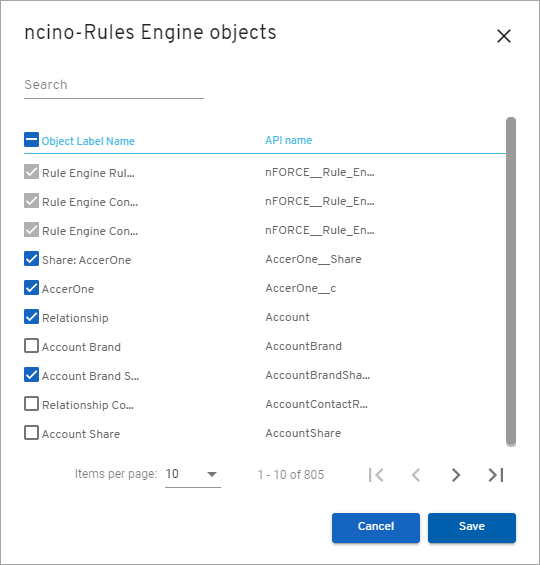 ncino-Rules Engine objects
Search
Object Label Name API name
Rule Engine Rul... nFORCE__Rule_En...
Rule Engine Con... nFORCE__Rule_En...
Rule Engine Con... nFORCE__Rule_En...
Share: AccerOne AccerOne__Share
AccerOne AccerOne__c
Relationship Account
Account Brand AccountBrand
Account Brand S... AccountBrandSha...
Relationship Co... AccountContactR...
Account Share AccountShare
Items per page: 10 1 - 10 of 805
Cancel Save